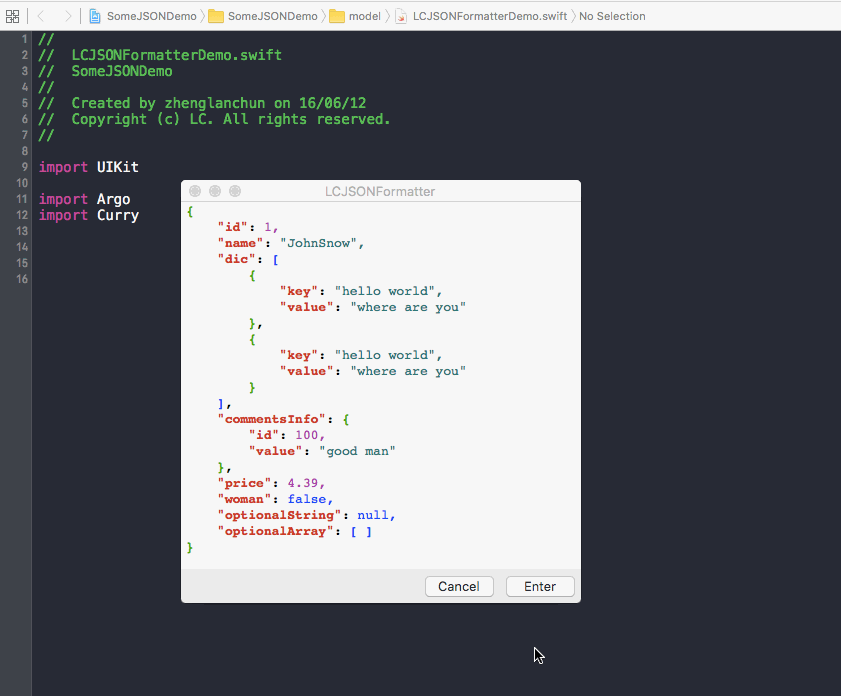 SomeJSONDemo SomeJSONDemo model LCJSONFormatterDemo.swift No Selection
1 //
2 // LCJSONFormatterDemo.swift
3 // SomeJSONDemo
4 //
5 // Created by zhenglanchun on 16/06/12
6 // Copyright (c) LC. All rights reserved.
7 //
8
9 import UIKit
10
11 import Argo
12 import Curry
13
14
15
16
LCJSONFormatter
{
    "id": 1,
    "name": "JohnSnow",
    "dic": [
        {
            "key": "hello world",
            "value": "where are you"
        },
        {
            "key": "hello world",
            "value": "where are you"
        }
    ],
    "commentsInfo": {
        "id": 100,
        "value": "good man"
    },
    "price": 4.39,
    "woman": false,
    "optionalString": null,
    "optionalArray": [ ]
}
Cancel Enter